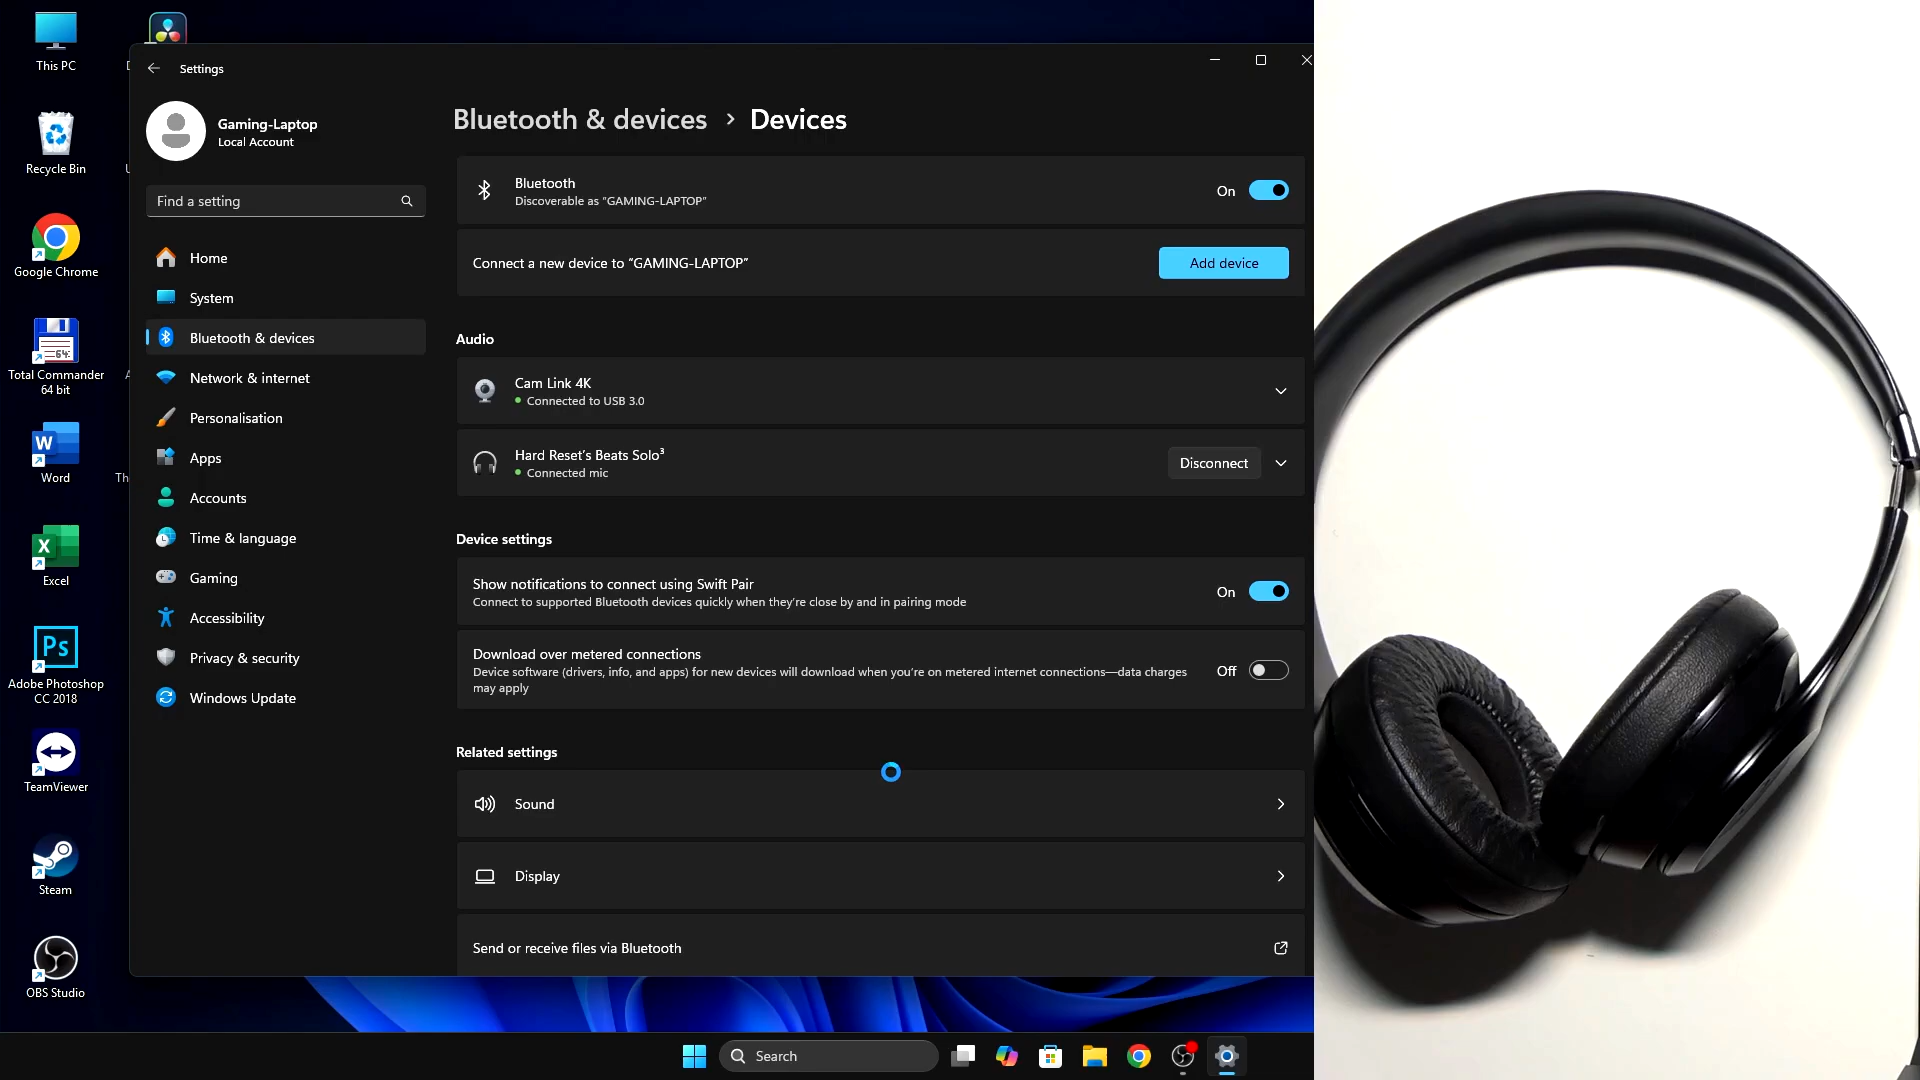 This PC
Recycle Bin
Google Chrome
Total Commander
64 bit
64
Word
W
Excel
X
Ps
Adobe Photoshop
CC 2018
TeamViewer
Steam
OBS Studio
Settings
Gaming-Laptop
Local Account
Find a setting
Home
System
Bluetooth & devices
Network & internet
Personalisation
Apps
Accounts
Time & language
Gaming
Accessibility
Privacy & security
Windows Update
Bluetooth & devices > Devices
Bluetooth
Discoverable as “GAMING-LAPTOP”
On
Connect a new device to “GAMING-LAPTOP”
Add device
Audio
Cam Link 4K
Connected to USB 3.0
Hard Reset’s Beats Solo³
Connected mic
Disconnect
Device settings
Show notifications to connect using Swift Pair
Connect to supported Bluetooth devices quickly when they’re close by and in pairing mode
On
Download over metered connections
Device software (drivers, info, and apps) for new devices will download when you’re on metered internet connections—data charges
may apply
Off
Related settings
Sound
Display
Send or receive files via Bluetooth
Search